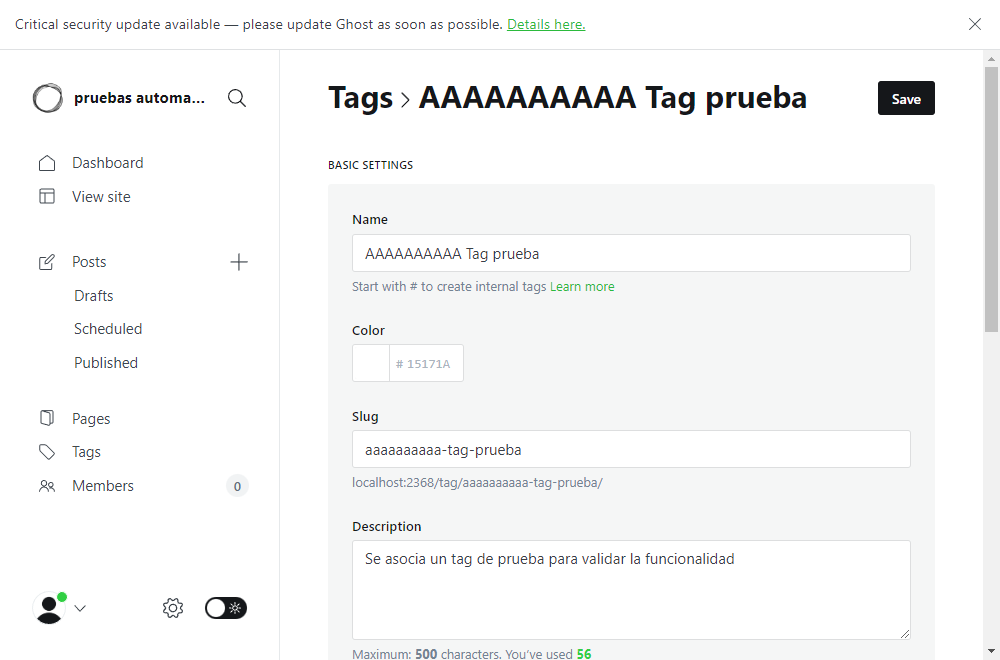 Critical security update available — please update Ghost as soon as possible. Details here.
pruebas automa...
Dashboard
View site
Posts
Drafts
Scheduled
Published
Pages
Tags
Members
0
Tags > AAAAAAAAAA Tag prueba
Save
BASIC SETTINGS
Name
AAAAAAAAAA Tag prueba
Start with # to create internal tags Learn more
Color
# 15171A
Slug
aaaaaaaaaa-tag-prueba
localhost:2368/tag/aaaaaaaaaa-tag-prueba/
Description
Se asocia un tag de prueba para validar la funcionalidad
Maximum: 500 characters. You’ve used 56